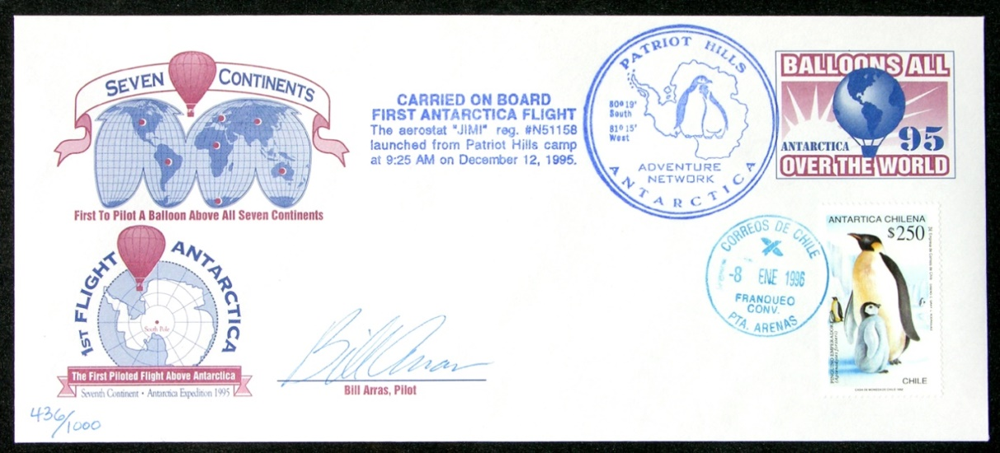 SEVEN CONTINENTS
First To Pilot A Balloon Above All Seven Continents
1ST FLIGHT ANTARCTICA
South Pole
The First Piloted Flight Above Antarctica
Seventh Continent • Antarctica Expedition 1995
436/1000
CARRIED ON BOARD
FIRST ANTARCTICA FLIGHT
The aerostat "JIMI" reg. #N51158
launched from Patriot Hills camp
at 9:25 AM on December 12, 1995.
Bill Arras
Bill Arras, Pilot
PATRIOT HILLS
80° 19'
South
81° 15'
West
ADVENTURE
NETWORK
ANTARCTICA
BALLOONS ALL
ANTARCTICA 95
OVER THE WORLD
CORREOS DE CHILE
-8 ENE 1996
FRANQUEO
CONV.
PTA. ARENAS
ANTARTICA CHILENA
$250
PINGUINO EMPERADOR
CHILE